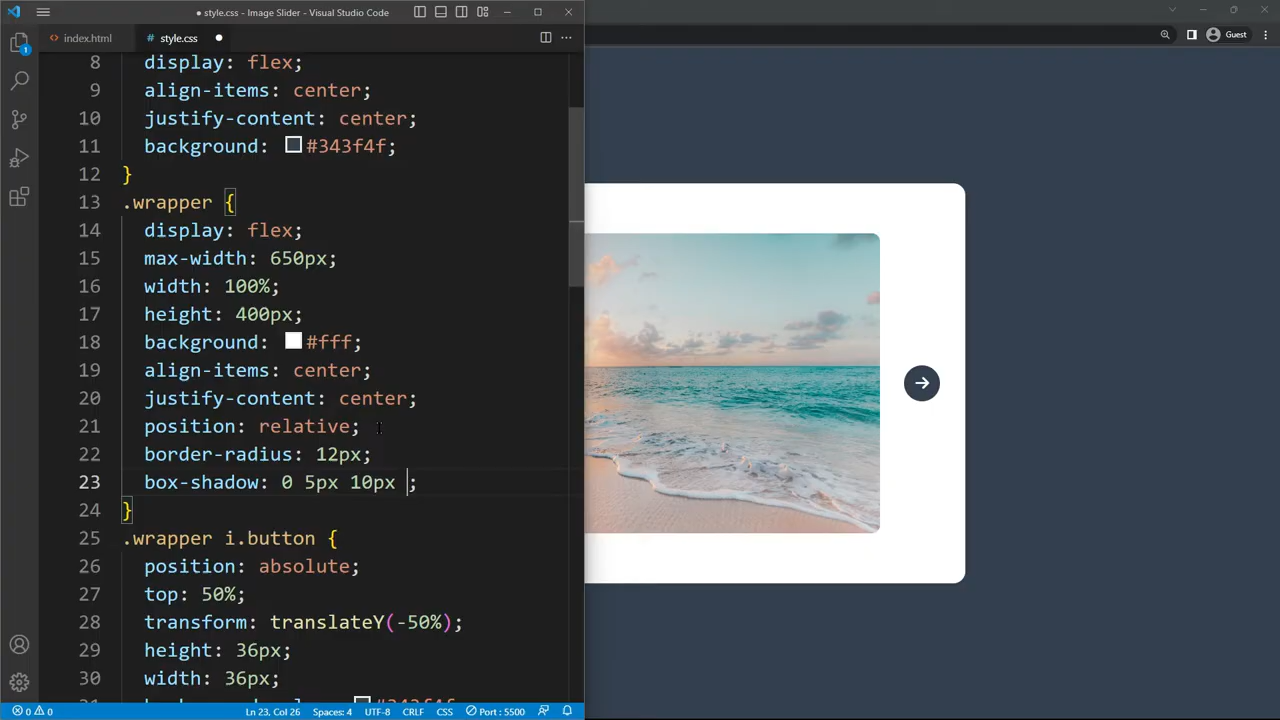 ● style.css - Image Slider - Visual Studio Code
index.html
style.css ●
Guest
8 display: flex;
9 align-items: center;
10 justify-content: center;
11 background: #343f4f;
12 }
13 .wrapper {
14 display: flex;
15 max-width: 650px;
16 width: 100%;
17 height: 400px;
18 background: #fff;
19 align-items: center;
20 justify-content: center;
21 position: relative;
22 border-radius: 12px;
23 box-shadow: 0 5px 10px ;
24 }
25 .wrapper i.button {
26 position: absolute;
27 top: 50%;
28 transform: translateY(-50%);
29 height: 36px;
30 width: 36px;
1
0 0 Ln 23, Col 26 Spaces: 4 UTF-8 CRLF CSS Port : 5500